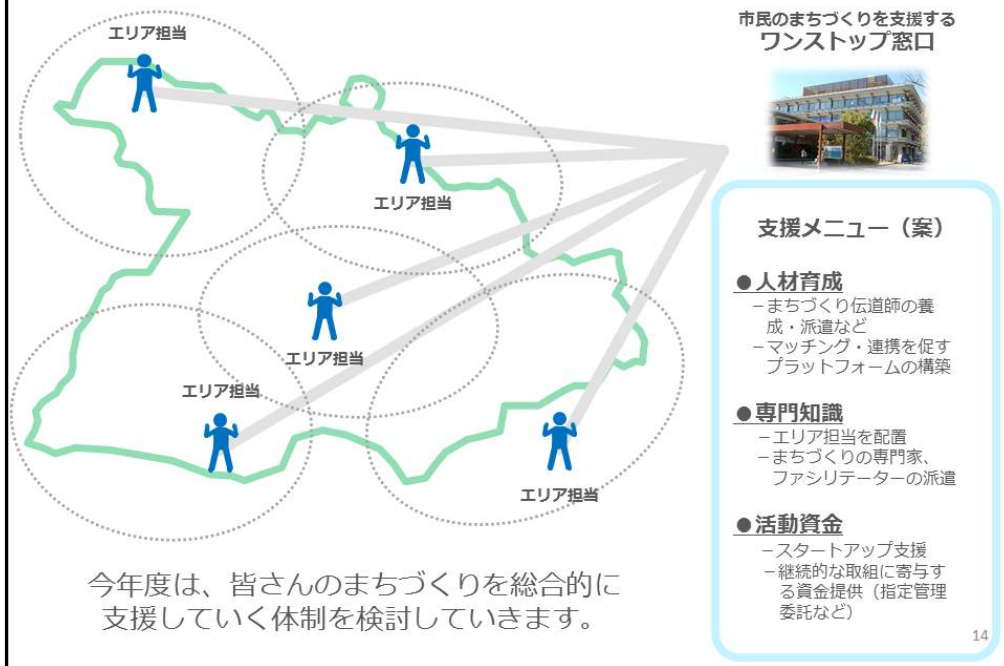 エリア担当
市民のまちづくりを支援する
ワンストップ窓口
エリア担当
エリア担当
エリア担当
エリア担当
支援メニュー（案）
●人材育成
－まちづくり伝道師の養
成・派遣など
－マッチング・連携を促す
プラットフォームの構築
●専門知識
－エリア担当を配置
－まちづくりの専門家、
ファシリテーターの派遣
●活動資金
－スタートアップ支援
－継続的な取組に寄与す
る資金提供（指定管理
委託など）
今年度は、皆さんのまちづくりを総合的に
支援していく体制を検討していきます。
14